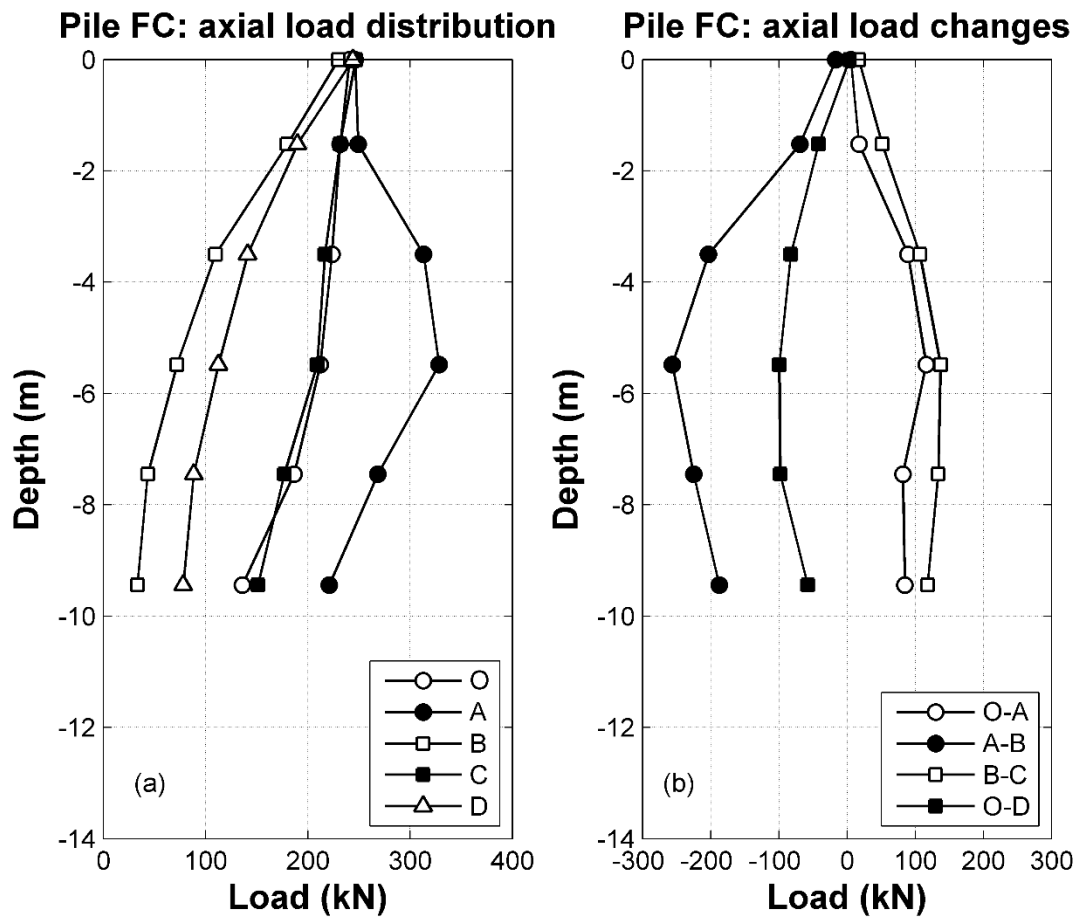 Pile FC: axial load distribution
0
-2
-4
-6
-8
-10
-12
-14
Depth (m)
0 100 200 300 400
Load (kN)
O
A
B
C
D
(a)
Pile FC: axial load changes
0
-2
-4
-6
-8
-10
-12
-14
Depth (m)
-300 -200 -100 0 100 200 300
Load (kN)
O-A
A-B
B-C
O-D
(b)